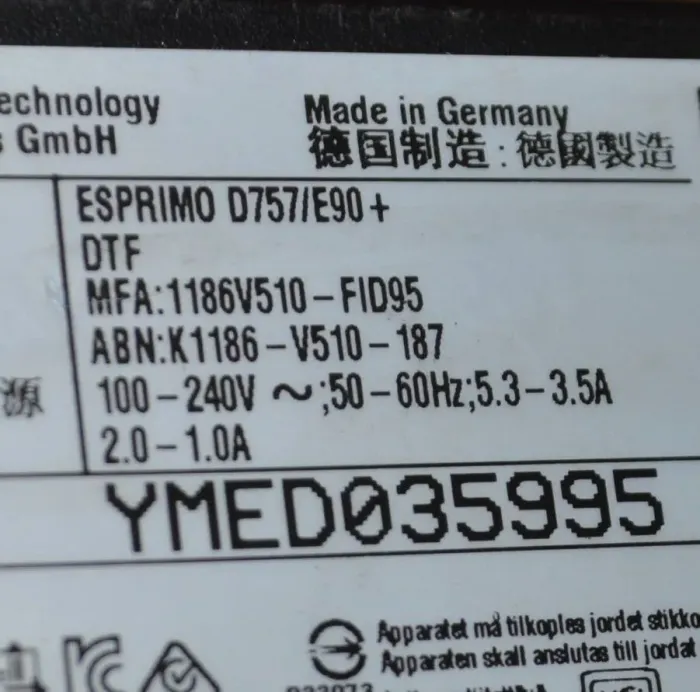 echnology
GmbH
Made in Germany
德国制造:德國製造
ESPRIMO D757/E90+
DTF
MFA:1186V510-FID95
ABN:K1186-V510-187
源
100-240V ~;50-60Hz;5.3-3.5A
2.0-1.0A
YMED035995
Apparatet må tilkoples jordet stikko
Apparaten skall anslutas till jordat